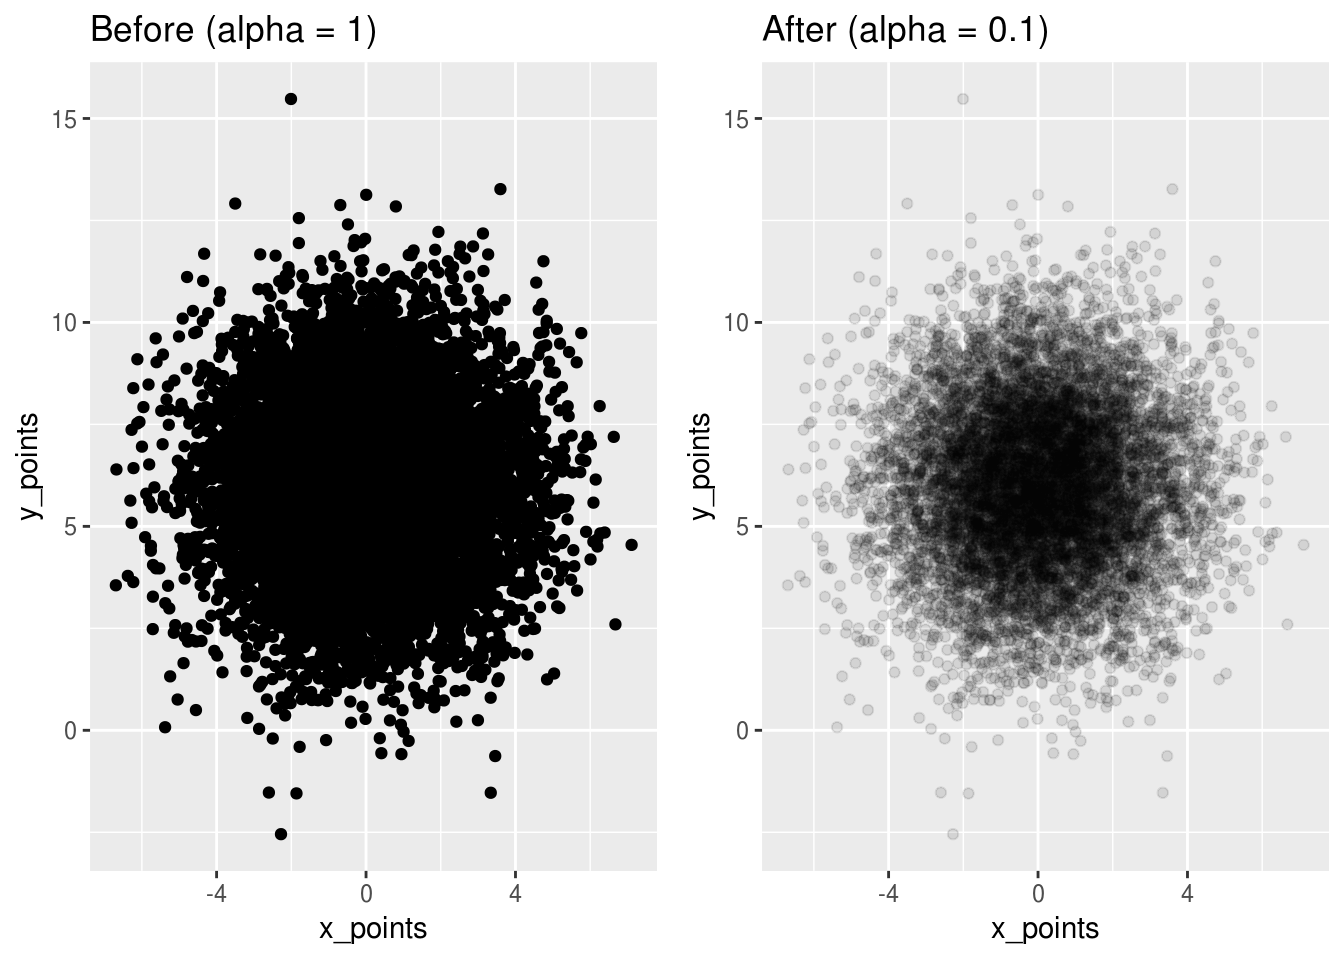 Before (alpha = 1)
15
10
5
0
-4 0 4
x_points
y_points
After (alpha = 0.1)
15
10
5
0
-4 0 4
x_points
y_points